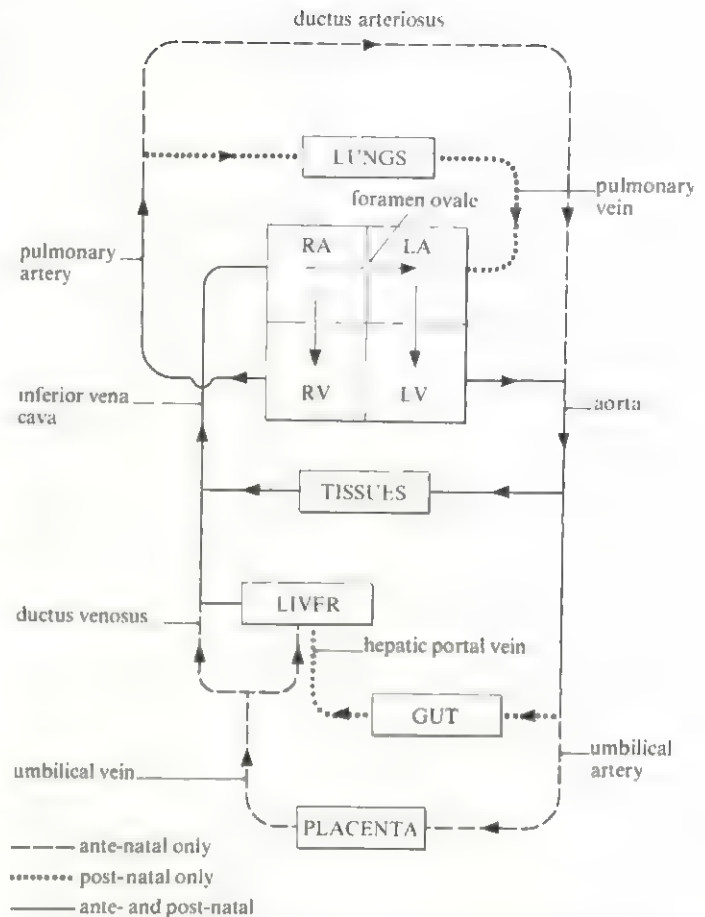 ductus arteriosus
LUNGS
foramen ovale
pulmonary
vein
RA LA
pulmonary
artery
RV LV
inferior vena
cava
aorta
TISSUES
LIVER
ductus venosus
hepatic portal vein
GUT
umbilical
artery
umbilical vein
PLACENTA
ante-natal only
post-natal only
ante- and post-natal